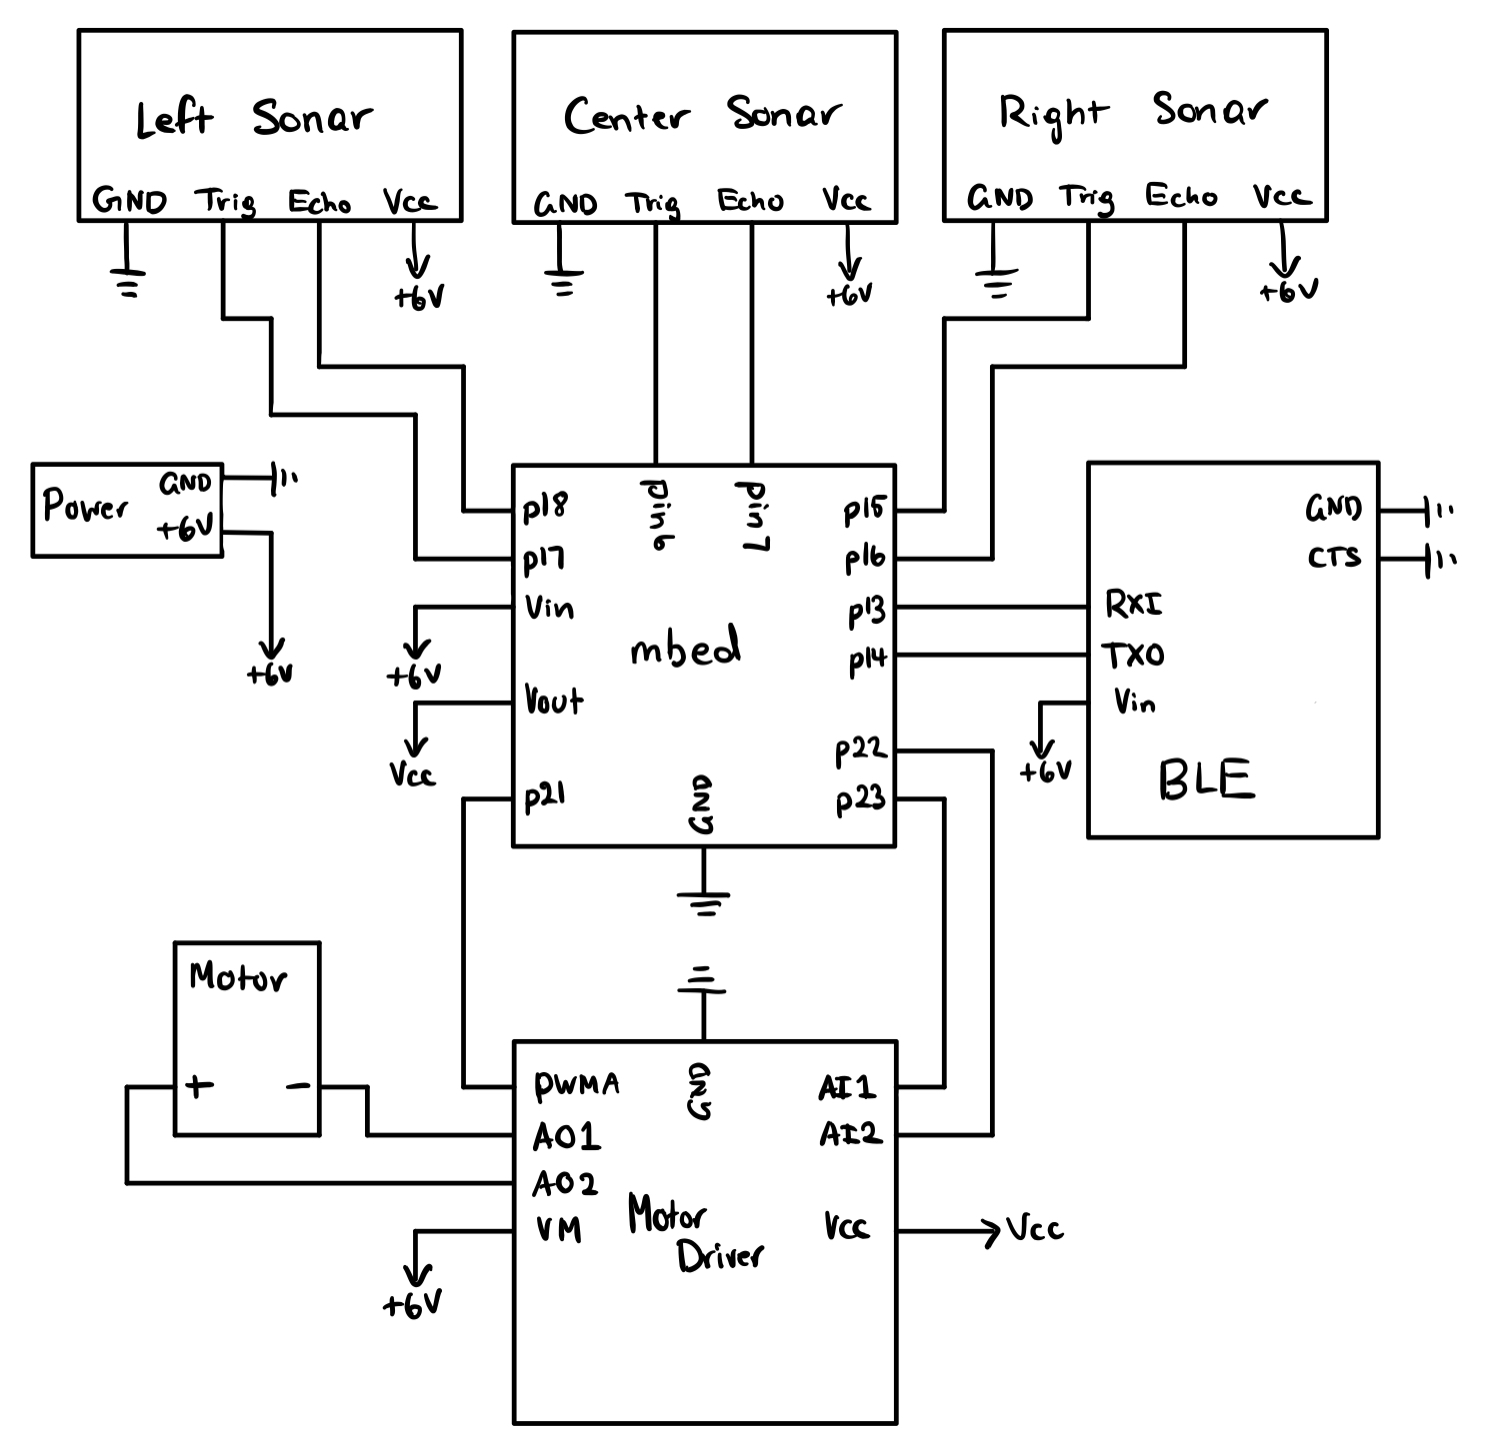 Left Sonar
GND Trig Echo Vcc
+6V
Center Sonar
GND Trig Echo Vcc
+6V
Right Sonar
GND Trig Echo Vcc
+6V
Power
GND
+6V
+6V
mbed
p18
p17
Vin
+6V
Vout
Vcc
p21
pin6
pin7
p15
p16
p13
p14
p22
p23
GND
BLE
GND
CTS
RXI
TXO
Vin
+6V
Motor
+ -
Motor
Driver
GND
PWMA
AO1
AO2
VM
+6V
AI1
AI2
Vcc
Vcc